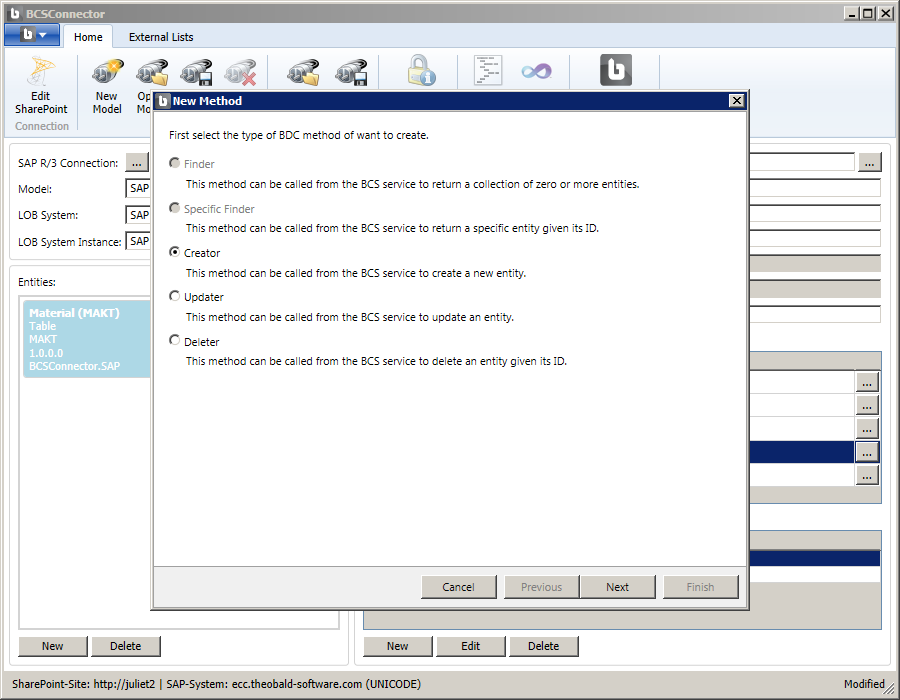 BCSConnector
Home
External Lists
Edit
SharePoint
New
Model
Op
Mo
Connection
New Method
First select the type of BDC method of want to create.
Finder
This method can be called from the BCS service to return a collection of zero or more entities.
Specific Finder
This method can be called from the BCS service to return a specific entity given its ID.
Creator
This method can be called from the BCS service to create a new entity.
Updater
This method can be called from the BCS service to update an entity.
Deleter
This method can be called from the BCS service to delete an entity given its ID.
Cancel
Previous
Next
Finish
SAP R/3 Connection: ...
Model: SAP
LOB System: SAP
LOB System Instance: SAP
Entities:
Material (MAKT)
Table
MAKT
1.0.0.0
BCSConnector.SAP
...
...
...
...
...
...
New
Delete
New
Edit
Delete
SharePoint-Site: http://juliet2 | SAP-System: ecc.theobald-software.com (UNICODE)
Modified